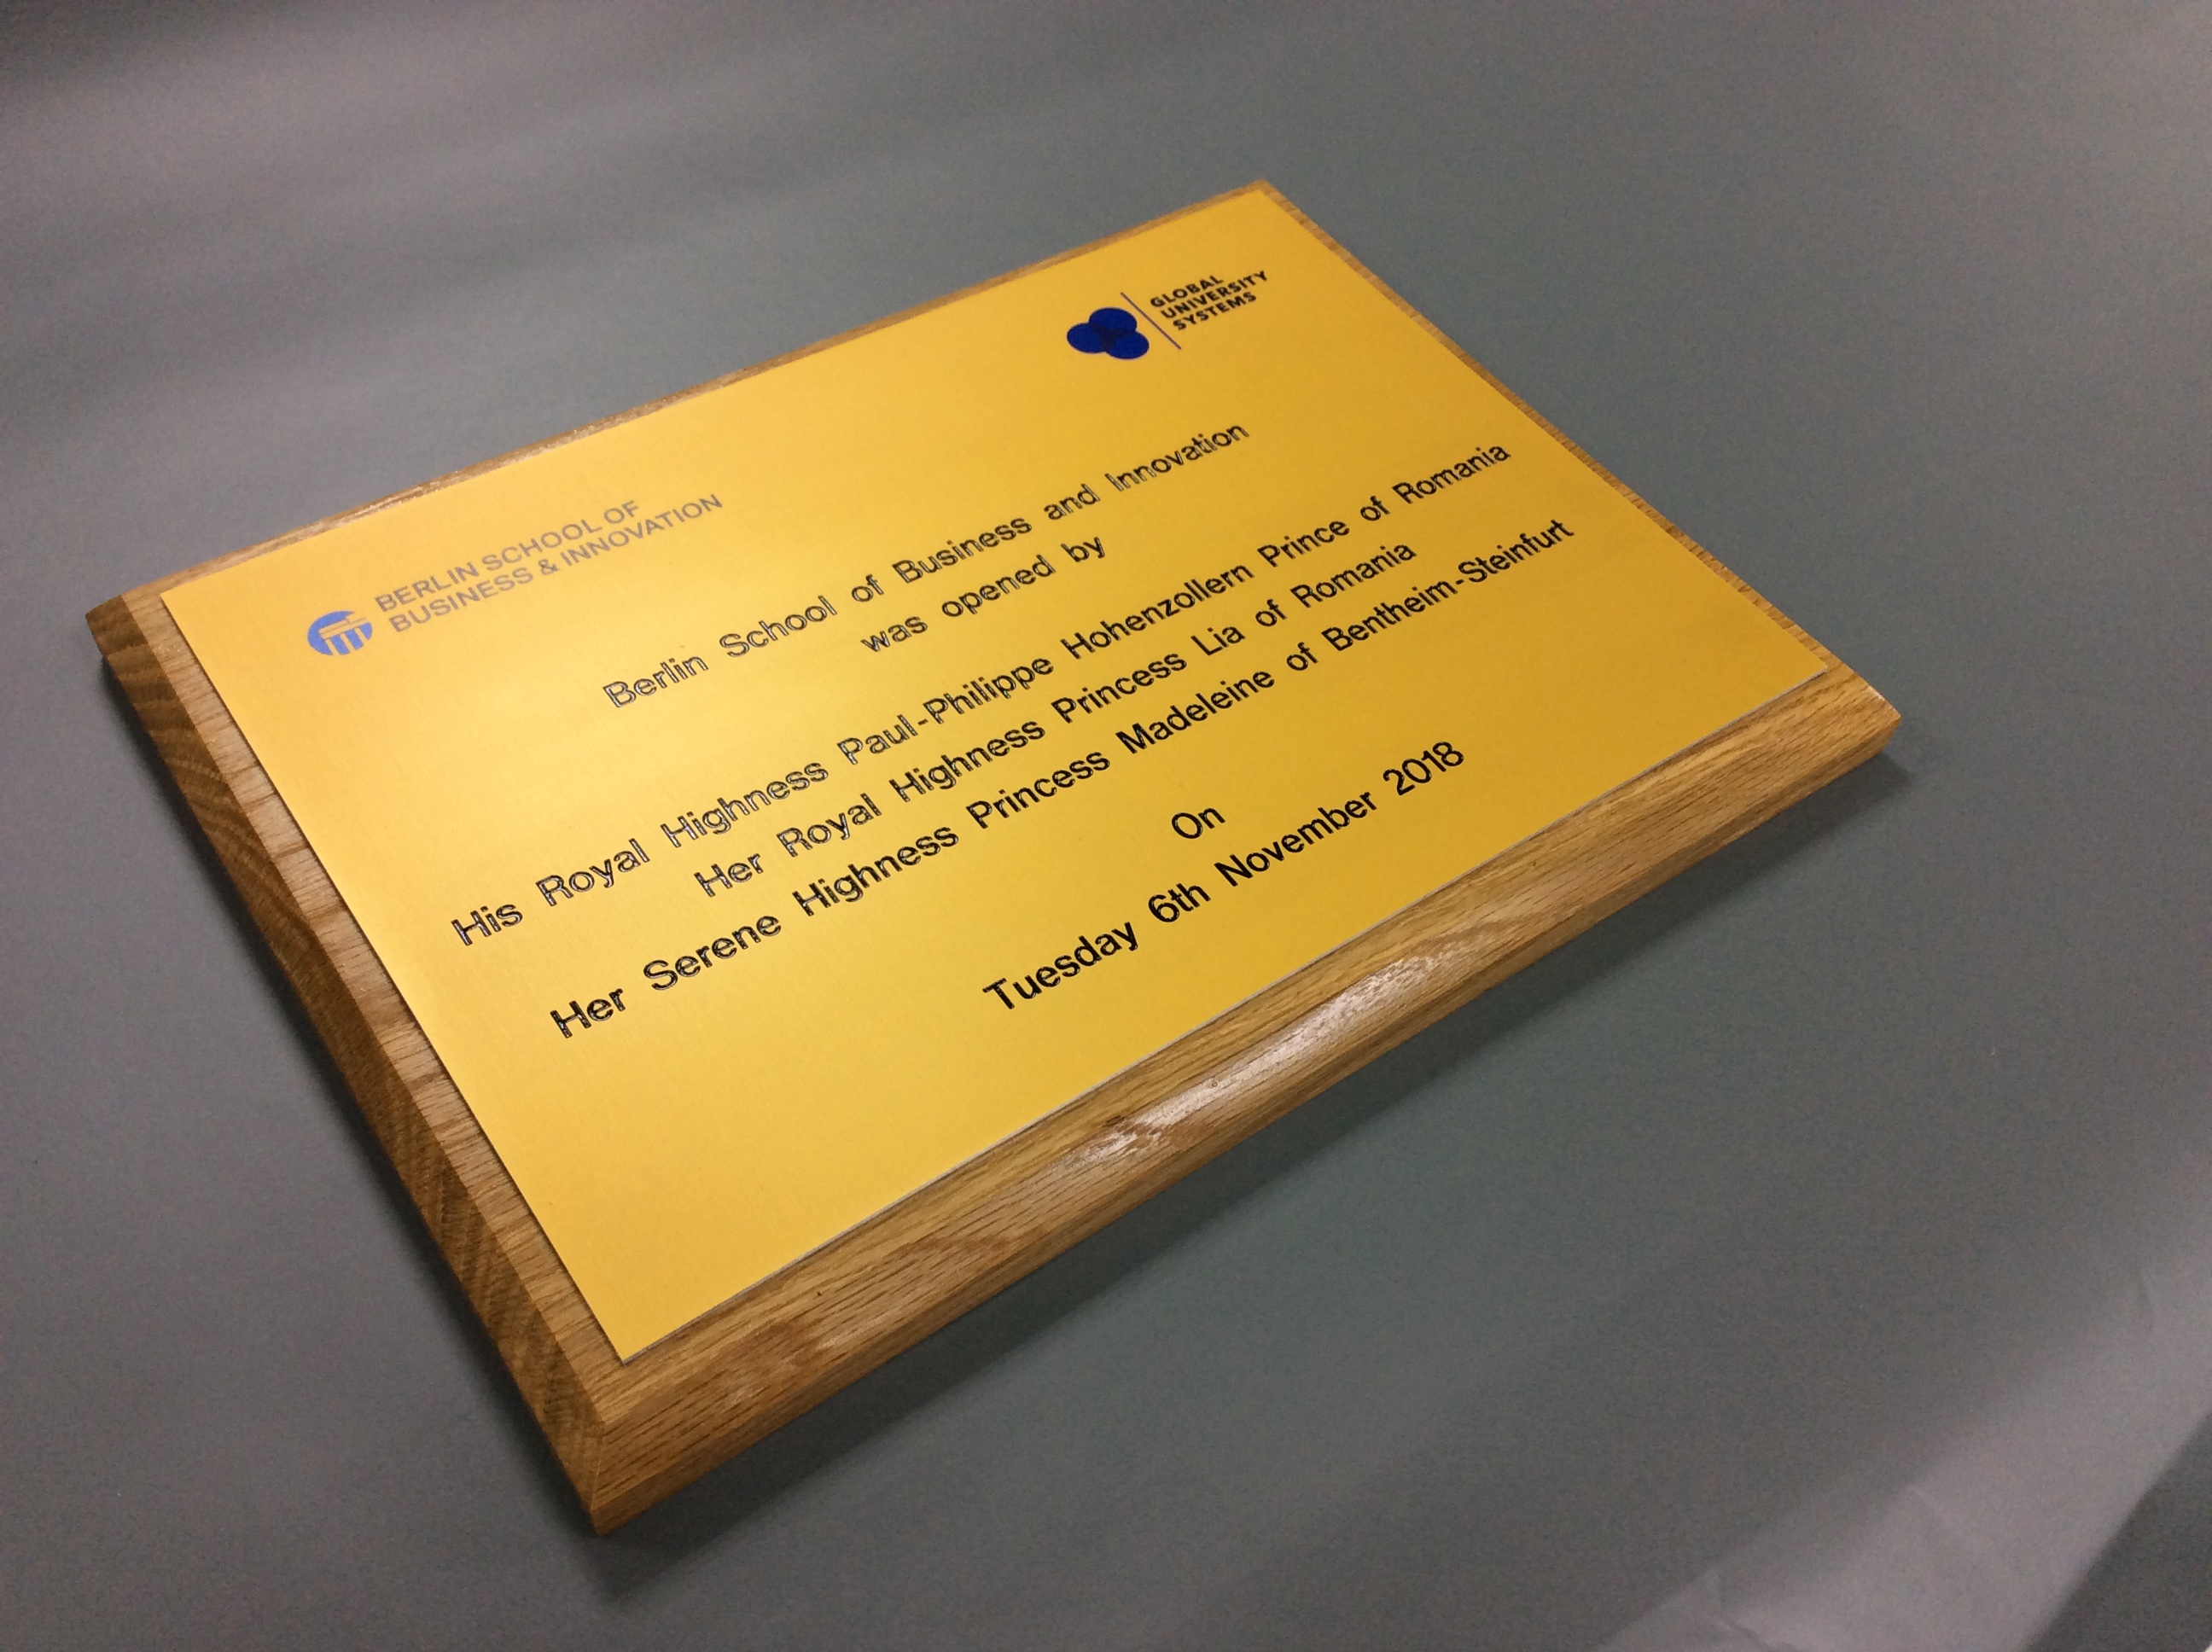 BERLIN SCHOOL OF
BUSINESS & INNOVATION
GLOBAL
UNIVERSITY
SYSTEMS
Berlin School of Business and Innovation
was opened by
His Royal Highness Paul-Philippe Hohenzollern Prince of Romania
Her Royal Highness Princess Lia of Romania
Her Serene Highness Princess Madeleine of Bentheim-Steinfurt
On
Tuesday 6th November 2018